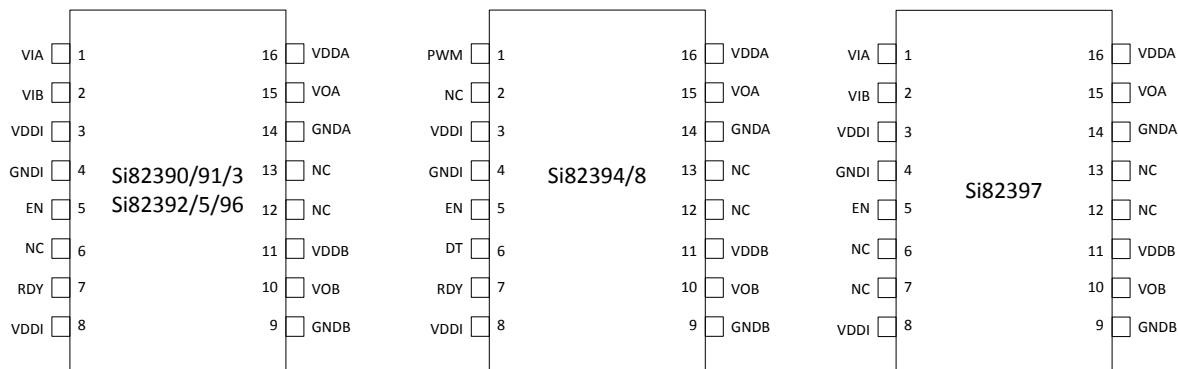 VIA 1 16 VDDA
VIB 2 15 VOA
VDDI 3 14 GNDA
GNDI 4 13 NC
Si82390/91/3
Si82392/5/96
EN 5 12 NC
NC 6 11 VDDB
RDY 7 10 VOB
VDDI 8 9 GNDB
PWM 1 16 VDDA
NC 2 15 VOA
VDDI 3 14 GNDA
GNDI 4 13 NC
Si82394/8
EN 5 12 NC
DT 6 11 VDDB
RDY 7 10 VOB
VDDI 8 9 GNDB
VIA 1 16 VDDA
VIB 2 15 VOA
VDDI 3 14 GNDA
GNDI 4 13 NC
Si82397
EN 5 12 NC
NC 6 11 VDDB
NC 7 10 VOB
VDDI 8 9 GNDB